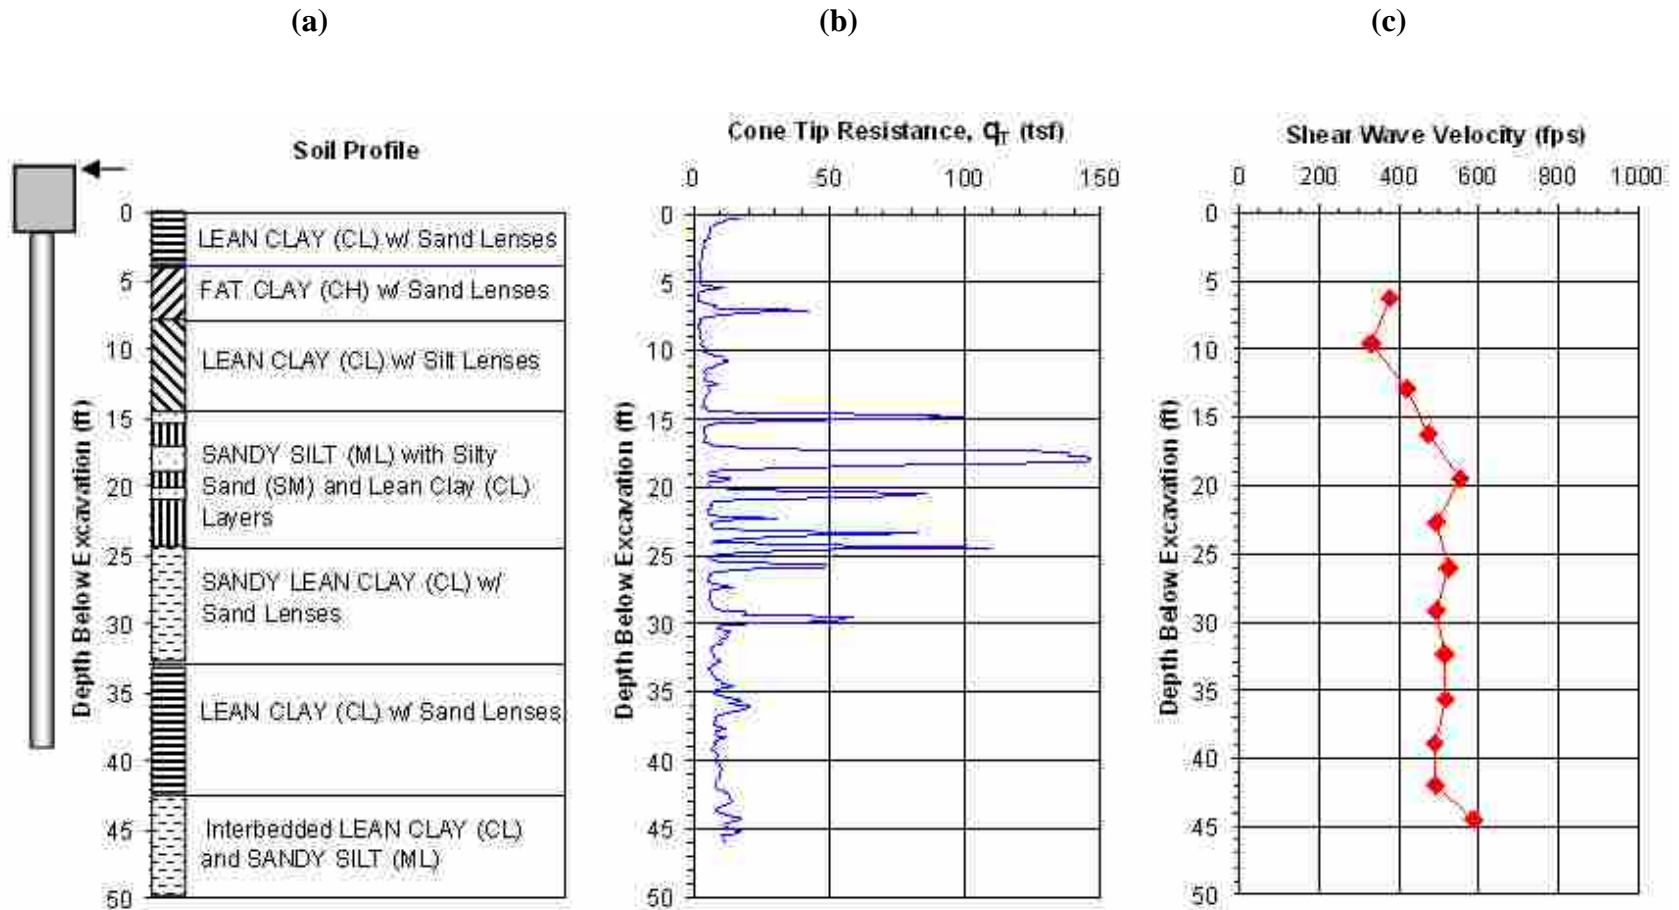 (a)
(b)
(c)
Soil Profile
Depth Below Excavation (ft)
0
5
10
15
20
25
30
35
40
45
50
LEAN CLAY (CL) w/ Sand Lenses
FAT CLAY (CH) w/ Sand Lenses
LEAN CLAY (CL) w/ Silt Lenses
SANDY SILT (ML) with Silty
Sand (SM) and Lean Clay (CL)
Layers
SANDY LEAN CLAY (CL) w/
Sand Lenses
LEAN CLAY (CL) w/ Sand Lenses
Interbedded LEAN CLAY (CL)
and SANDY SILT (ML)
Cone Tip Resistance, qT (tsf)
0 50 100 150
Depth Below Excavation (ft)
0
5
10
15
20
25
30
35
40
45
50
Shear Wave Velocity (fps)
0 200 400 600 800 1000
Depth Below Excavation (ft)
0
5
10
15
20
25
30
35
40
45
50